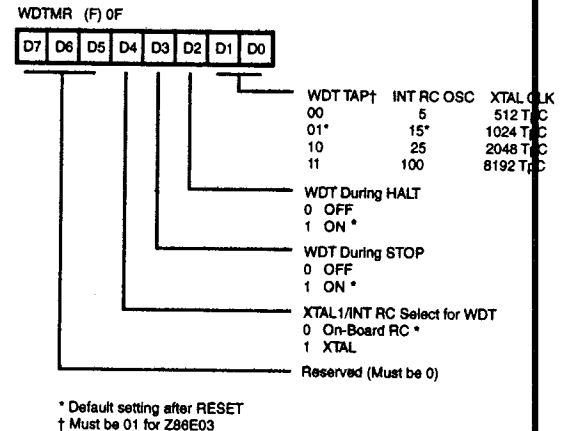 WDTMR (F) 0F
D7 D6 D5 D4 D3 D2 D1 D0
WDT TAP† INT RC OSC XTAL CLK
00 5 512 TpC
01* 15* 1024 TpC
10 25 2048 TpC
11 100 8192 TpC
WDT During HALT
0 OFF
1 ON *
WDT During STOP
0 OFF
1 ON *
XTAL1/INT RC Select for WDT
0 On-Board RC *
1 XTAL
Reserved (Must be 0)
* Default setting after RESET
† Must be 01 for Z86E03